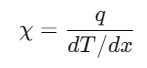 χ = q / dT/dx